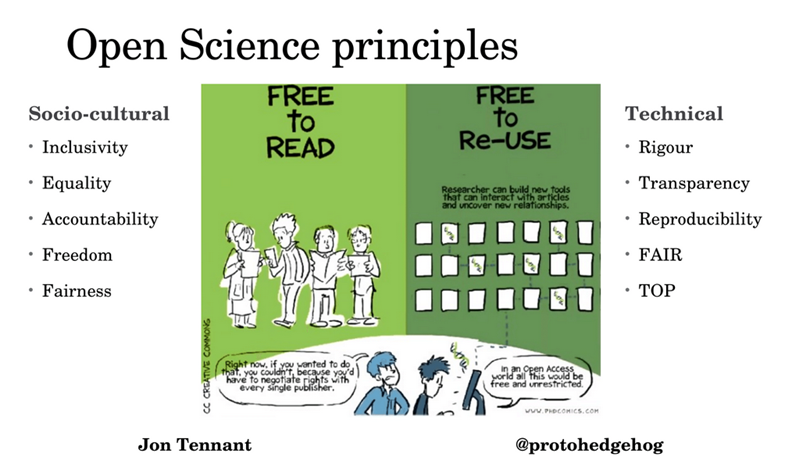 Open Science principles
Socio-cultural
• Inclusivity
• Equality
• Accountability
• Freedom
• Fairness
FREE
to
READ
FREE
to
Re-USE
Researcher can build new tools
that can interact with articles
and uncover new relationships.
Technical
• Rigour
• Transparency
• Reproducibility
• FAIR
• TOP
CC CREATIVE COMMONS
Right now, if you wanted to do
that, you couldn't, because you'd
have to negotiate rights with
every single publisher.
in an Open Access
world all this would be
free and unrestricted.
WWW.PHDCOMICS.COM
Jon Tennant
@protohedgehog